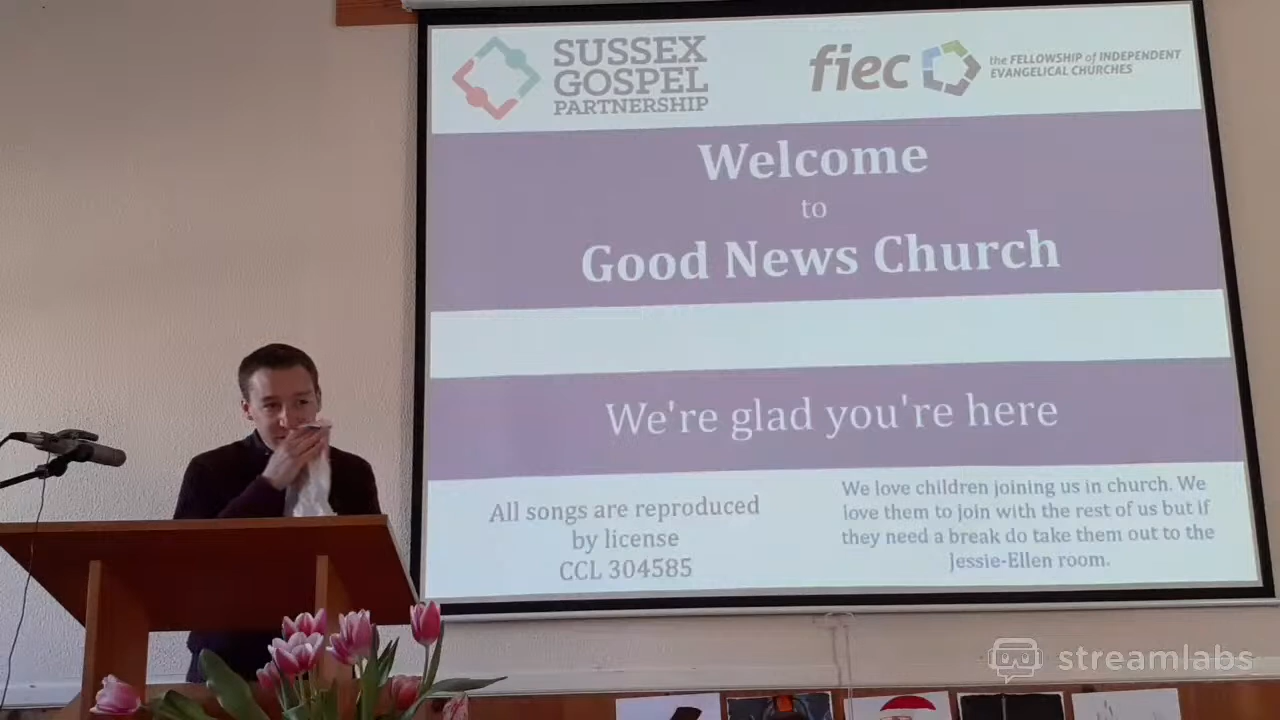 SUSSEX
GOSPEL
PARTNERSHIP
fiec
the FELLOWSHIP of INDEPENDENT
EVANGELICAL CHURCHES
Welcome
to
Good News Church
We're glad you're here
All songs are reproduced
by license
CCL 304585
We love children joining us in church. We
love them to join with the rest of us but if
they need a break do take them out to the
Jessie-Ellen room.
streamlabs